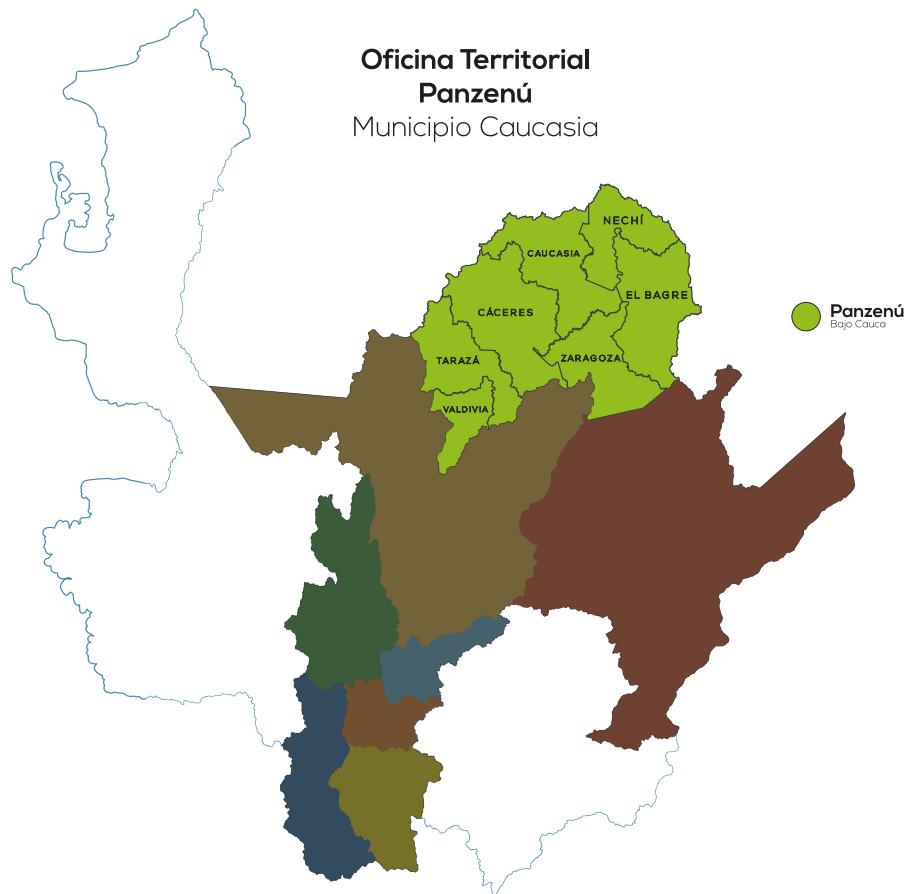 Oficina Territorial
Panzenú
Municipio Caucasia
NECHÍ
CAUCASIA
EL BAGRE
CÁCERES
Panzenú
Bajo Cauca
TARAZÁ
ZARAGOZA
VALDIVIA